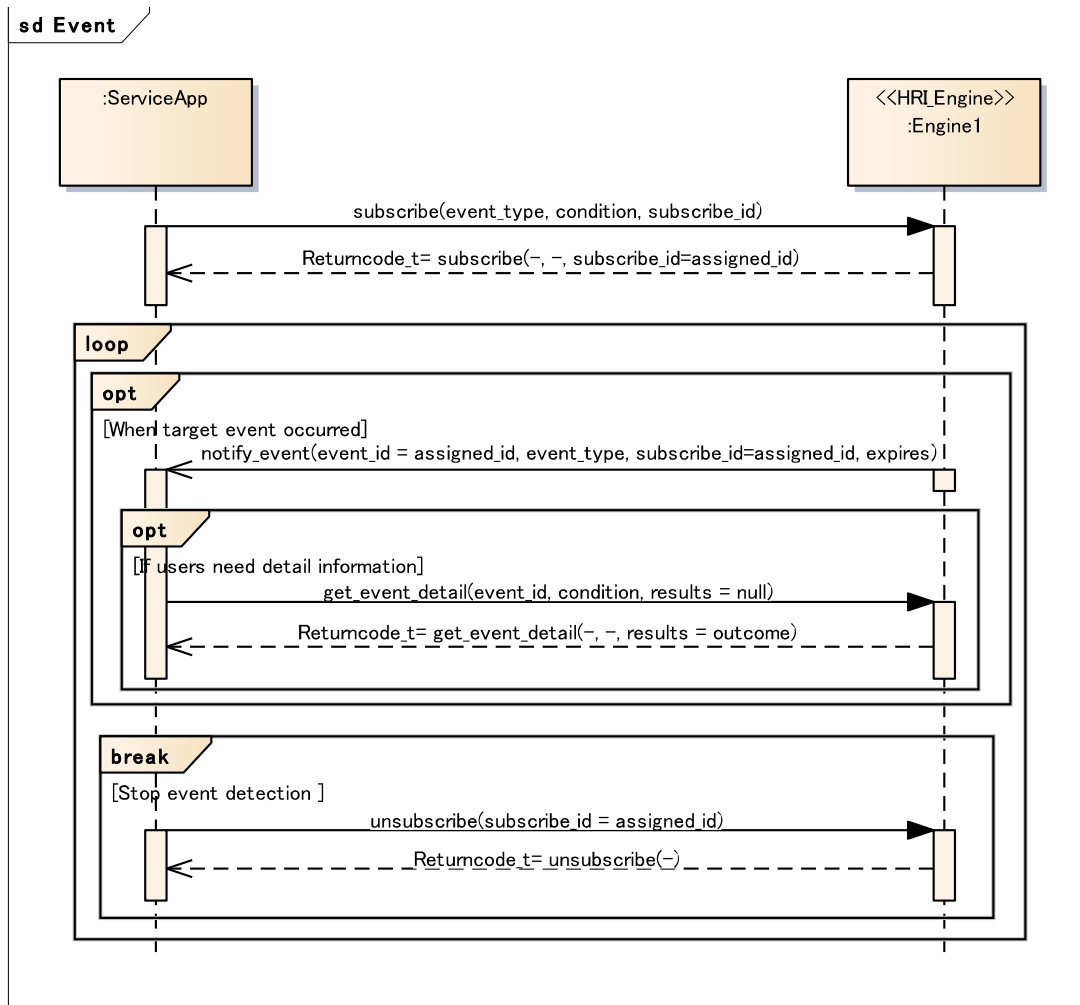 sd Event
:ServiceApp
<<HRI_Engine>>
:Engine1
subscribe(event_type, condition, subscribe_id)
Returncode_t= subscribe(-, -, subscribe_id=assigned_id)
loop
opt
[When target event occurred]
notify_event(event_id = assigned_id, event_type, subscribe_id=assigned_id, expires)
opt
[If users need detail information]
get_event_detail(event_id, condition, results = null)
Returncode_t= get_event_detail(-, -, results = outcome)
break
[Stop event detection ]
unsubscribe(subscribe_id = assigned_id)
Returncode_t= unsubscribe(-)